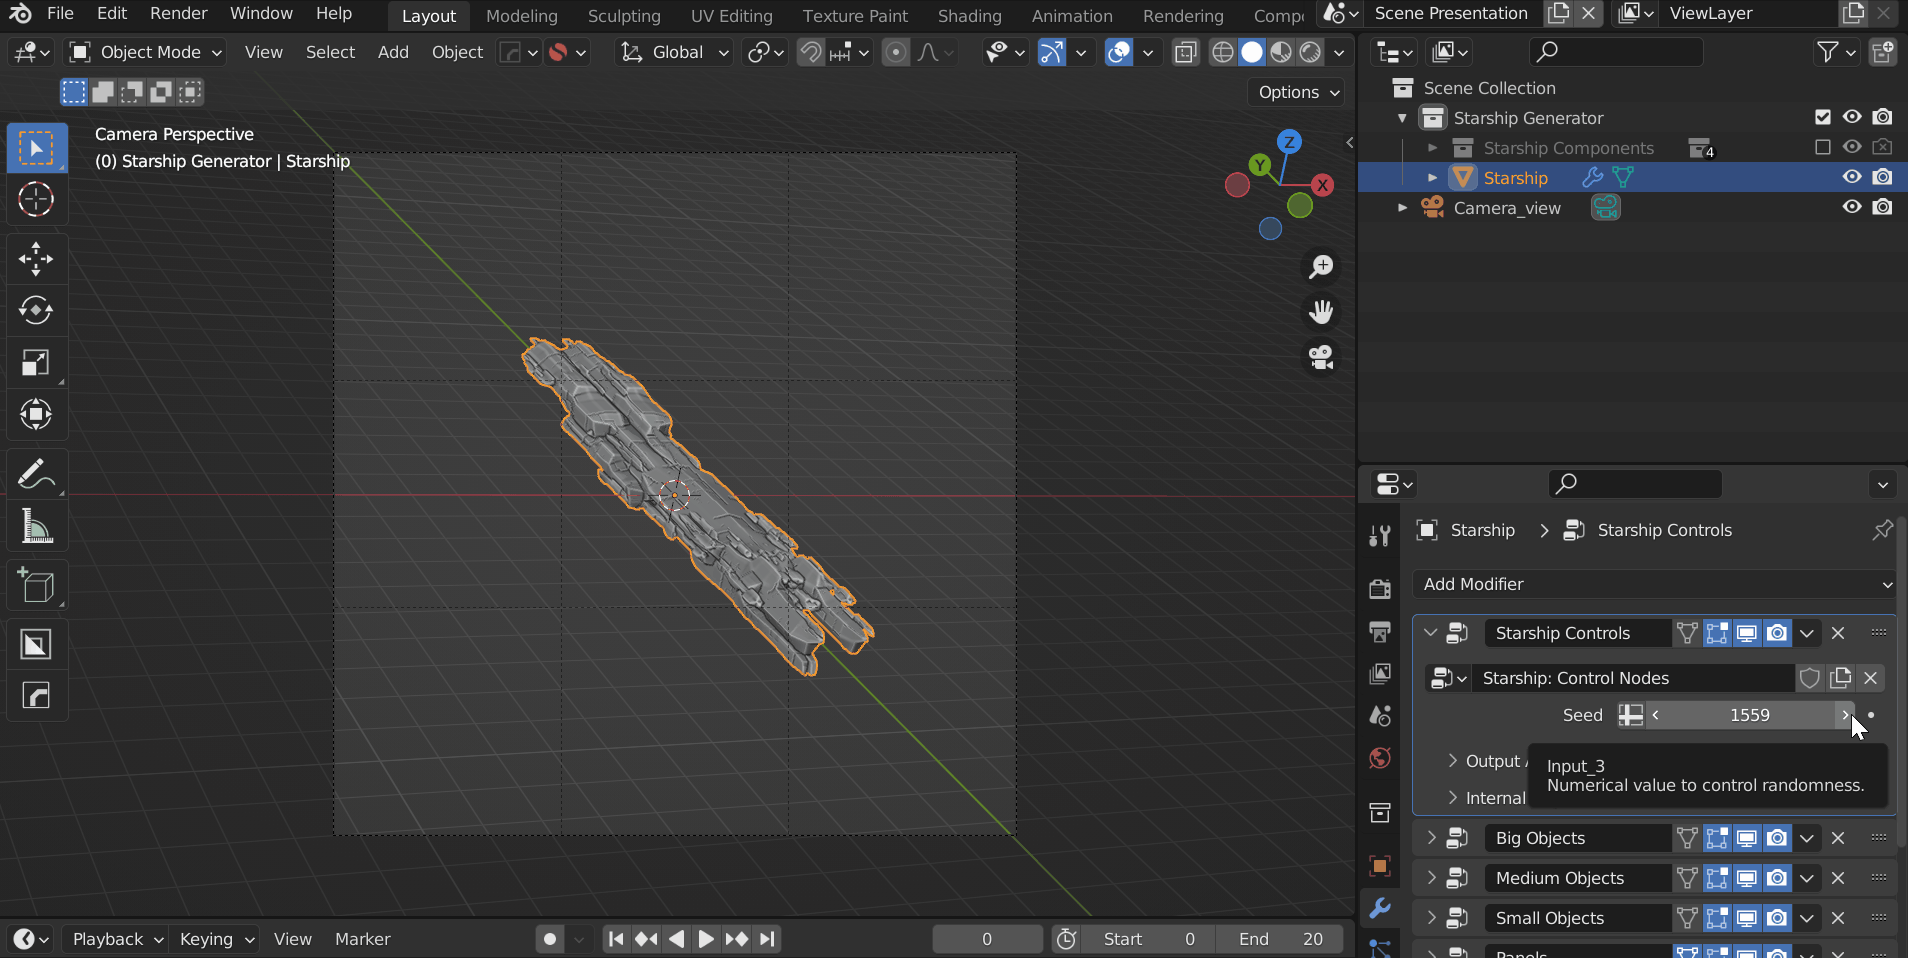 File Edit Render Window Help Layout Modeling Sculpting UV Editing Texture Paint Shading Animation Rendering Scene Presentation ViewLayer
Object Mode View Select Add Object Global
Options
Camera Perspective
(0) Starship Generator | Starship
Z
Y
X
Scene Collection
Starship Generator
Starship Components 4
Starship
Camera_view
Starship > Starship Controls
Add Modifier
Starship Controls
Starship: Control Nodes
Seed 1559
Output
Input_3
Numerical value to control randomness.
Internal
Big Objects
Medium Objects
Small Objects
Panels
Playback Keying View Marker 0 Start 0 End 20